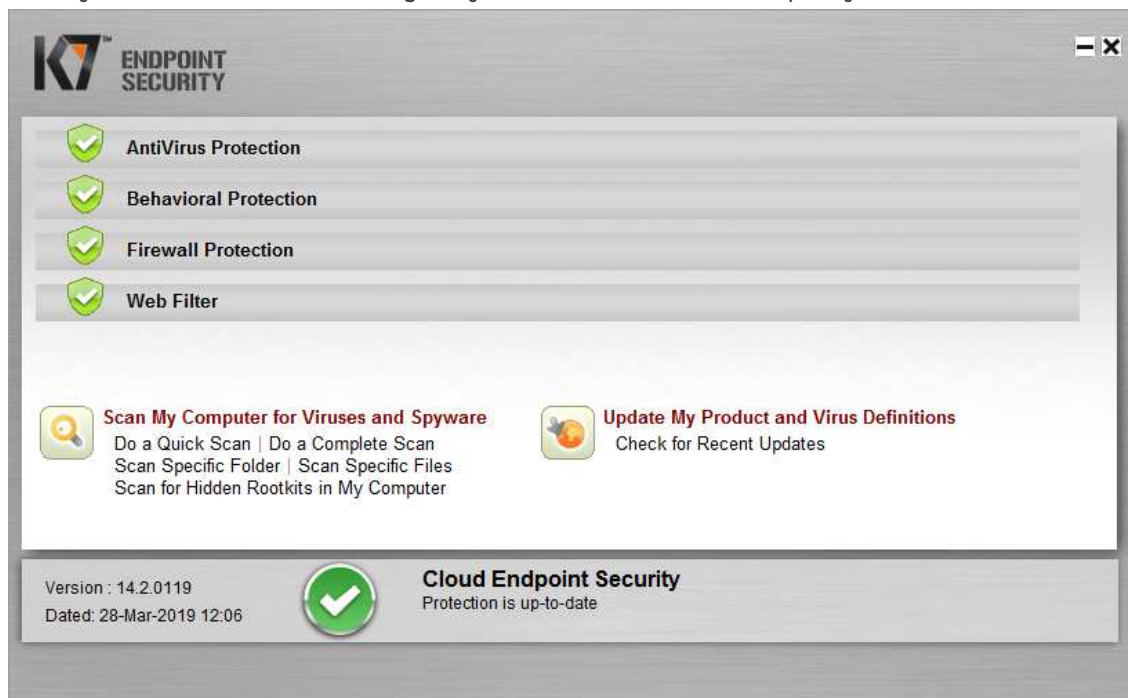 K7™ ENDPOINT
SECURITY
AntiVirus Protection
Behavioral Protection
Firewall Protection
Web Filter
Scan My Computer for Viruses and Spyware
Do a Quick Scan | Do a Complete Scan
Scan Specific Folder | Scan Specific Files
Scan for Hidden Rootkits in My Computer
Update My Product and Virus Definitions
Check for Recent Updates
Version : 14.2.0119
Dated: 28-Mar-2019 12:06
Cloud Endpoint Security
Protection is up-to-date